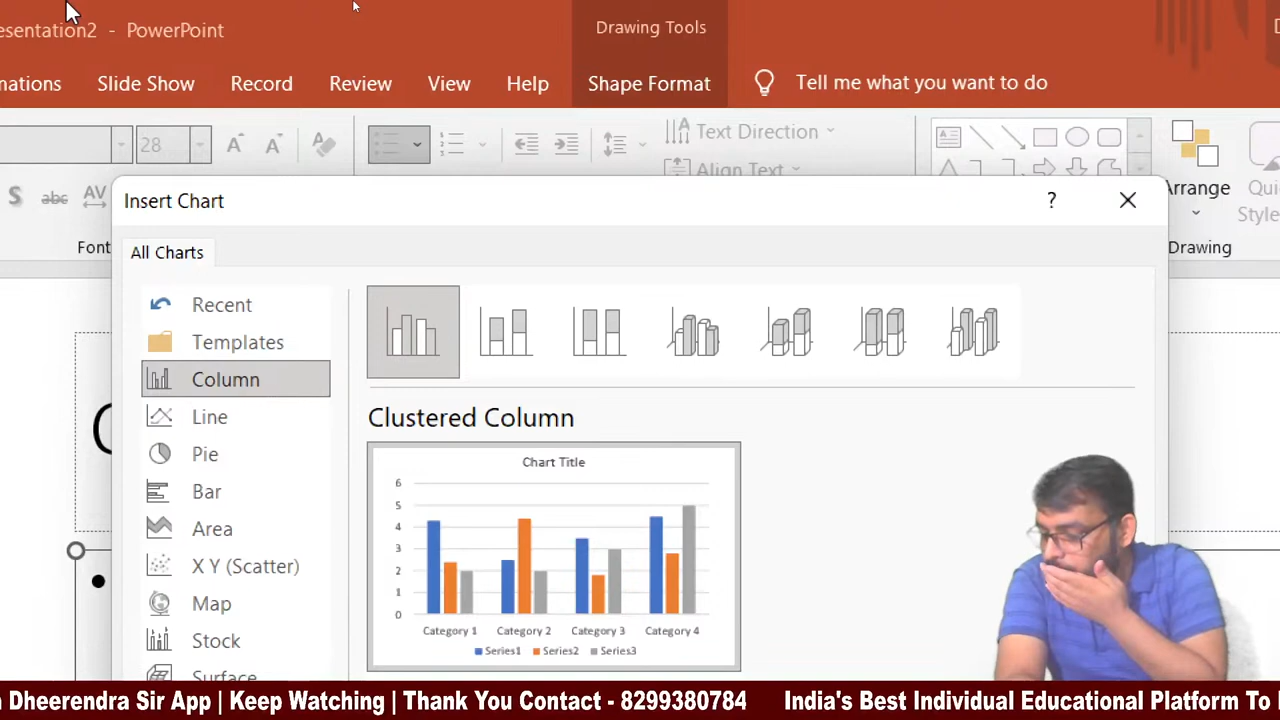 esentation2 - PowerPoint
Drawing Tools
nations Slide Show Record Review View Help Shape Format Tell me what you want to do
28 Text Direction
Align Text
S abc AV
Arrange
Font
Drawing
Insert Chart ?
All Charts
Recent
Templates
Column
Line
Pie
Bar
Area
X Y (Scatter)
Map
Stock
Surface
Clustered Column
Chart Title
6
5
4
3
2
1
0
Category 1 Category 2 Category 3 Category 4
Series1 Series2 Series3
Dheerendra Sir App | Keep Watching | Thank You Contact - 8299380784 India's Best Individual Educational Platform To